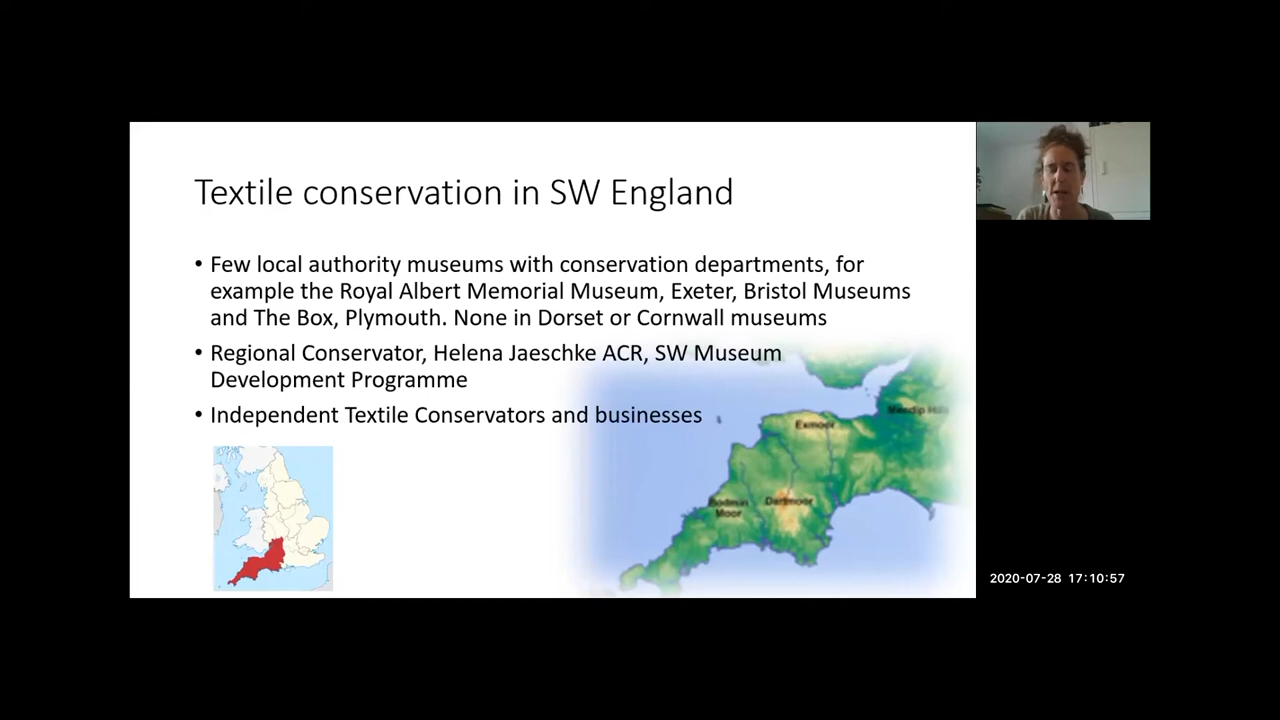 Textile conservation in SW England
• Few local authority museums with conservation departments, for
example the Royal Albert Memorial Museum, Exeter, Bristol Museums
and The Box, Plymouth. None in Dorset or Cornwall museums
• Regional Conservator, Helena Jaeschke ACR, SW Museum
Development Programme
• Independent Textile Conservators and businesses
Mendip Hills
Exmoor
Bodmin
Moor
Dartmoor
2020-07-28 17:10:57